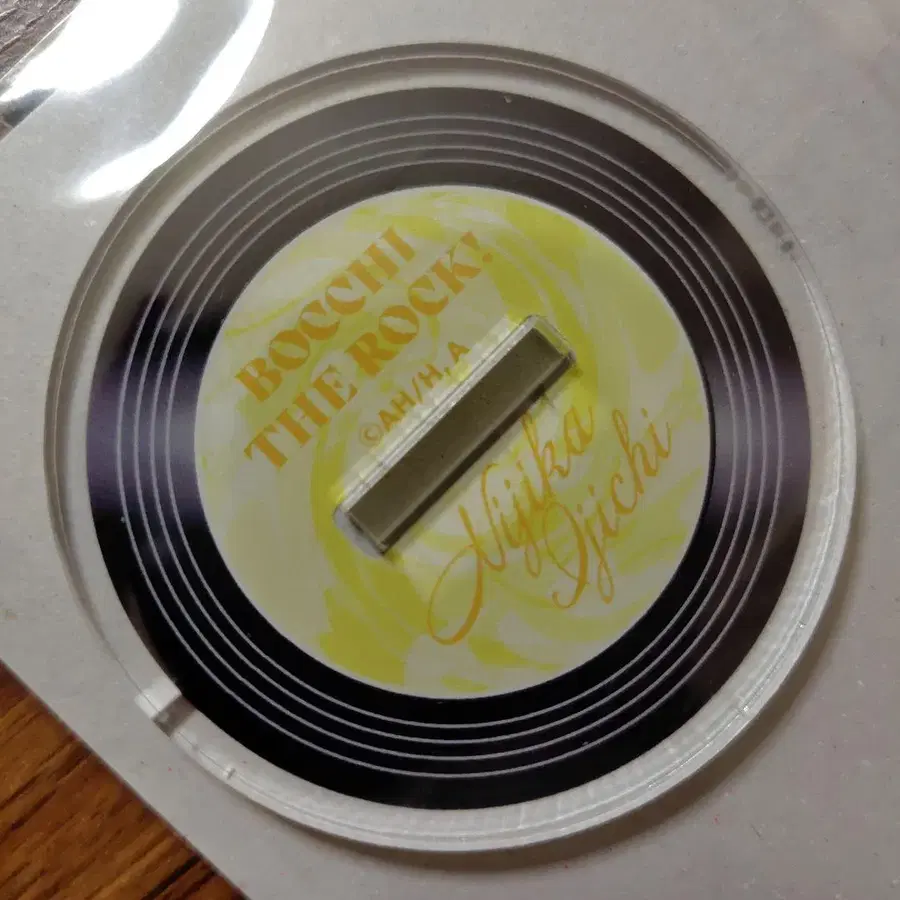 BOCCHI
THE ROCK!
©AH/H,A
Nijika
Ijichi